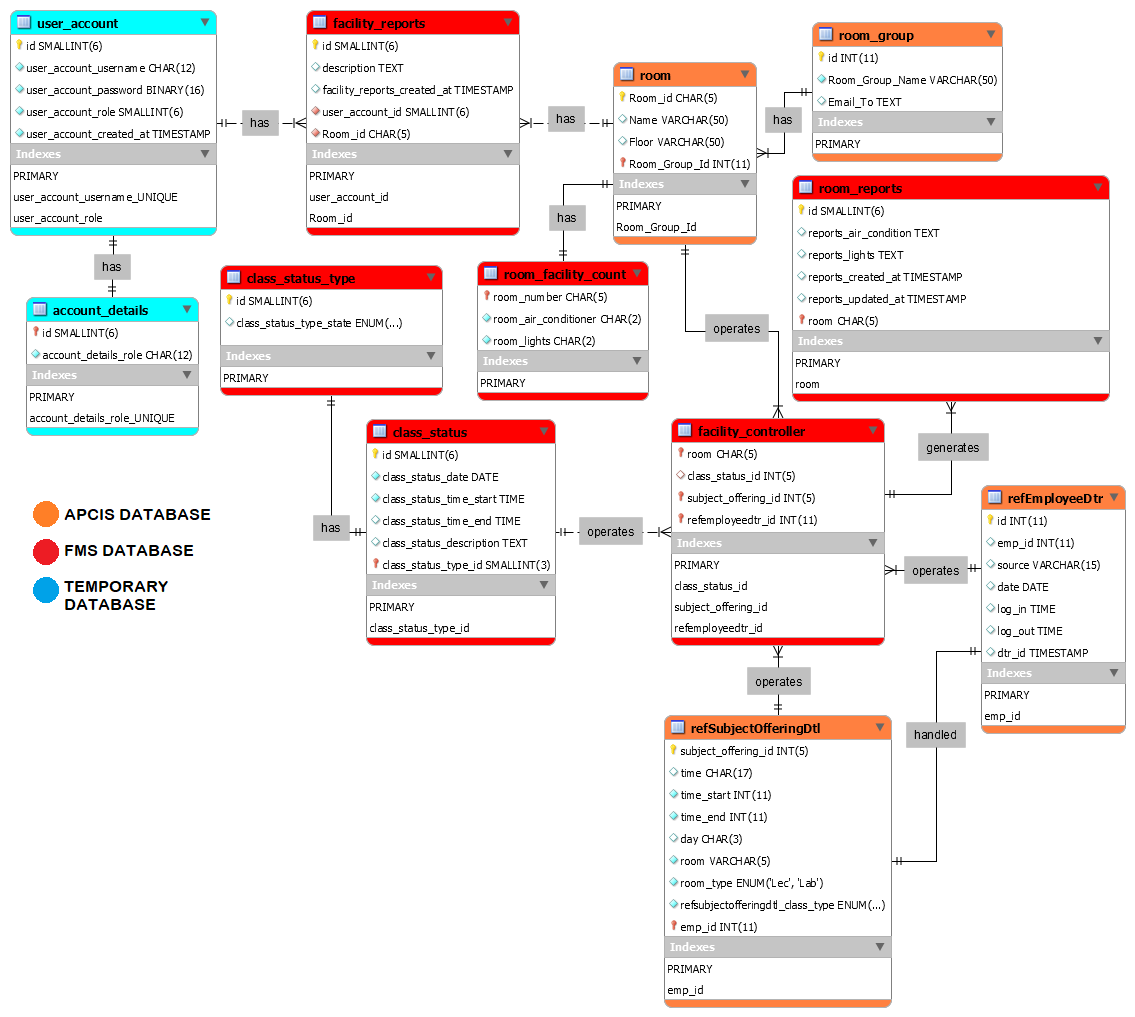 user_account
id SMALLINT(6)
user_account_username CHAR(12)
user_account_password BINARY(16)
user_account_role SMALLINT(6)
user_account_created_at TIMESTAMP
Indexes
PRIMARY
user_account_username_UNIQUE
user_account_role
has
facility_reports
id SMALLINT(6)
description TEXT
facility_reports_created_at TIMESTAMP
user_account_id SMALLINT(6)
Room_id CHAR(5)
Indexes
PRIMARY
user_account_id
Room_id
has
room
Room_id CHAR(5)
Name VARCHAR(50)
Floor VARCHAR(50)
Room_Group_Id INT(11)
Indexes
PRIMARY
Room_Group_Id
has
room_group
id INT(11)
Room_Group_Name VARCHAR(50)
Email_To TEXT
Indexes
PRIMARY
has
account_details
id SMALLINT(6)
account_details_role CHAR(12)
Indexes
PRIMARY
account_details_role_UNIQUE
class_status_type
id SMALLINT(6)
class_status_type_state ENUM(...)
Indexes
PRIMARY
has
room_facility_count
room_number CHAR(5)
room_air_conditioner CHAR(2)
room_lights CHAR(2)
Indexes
PRIMARY
operates
room_reports
id SMALLINT(6)
reports_air_condition TEXT
reports_lights TEXT
reports_created_at TIMESTAMP
reports_updated_at TIMESTAMP
room CHAR(5)
Indexes
PRIMARY
room
has
class_status
id SMALLINT(6)
class_status_date DATE
class_status_time_start TIME
class_status_time_end TIME
class_status_description TEXT
class_status_type_id SMALLINT(3)
Indexes
PRIMARY
class_status_type_id
operates
facility_controller
room CHAR(5)
class_status_id INT(5)
subject_offering_id INT(5)
refemployeedtr_id INT(11)
Indexes
PRIMARY
class_status_id
subject_offering_id
refemployeedtr_id
generates
operates
refEmployeeDtr
id INT(11)
emp_id INT(11)
source VARCHAR(15)
date DATE
log_in TIME
log_out TIME
dtr_id TIMESTAMP
Indexes
PRIMARY
emp_id
APCIS DATABASE
FMS DATABASE
TEMPORARY
DATABASE
operates
handled
refSubjectOfferingDtl
subject_offering_id INT(5)
time CHAR(17)
time_start INT(11)
time_end INT(11)
day CHAR(3)
room VARCHAR(5)
room_type ENUM('Lec', 'Lab')
refsubjectofferingdtl_class_type ENUM(...)
emp_id INT(11)
Indexes
PRIMARY
emp_id